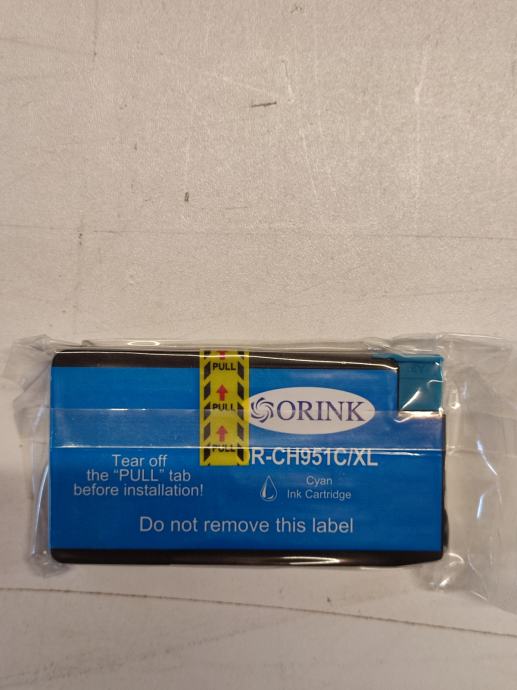 PULL
PULL
PULL
ORINK
R-CH951C/XL
Tear off
the "PULL" tab
before installation!
Cyan
Ink Cartridge
Do not remove this label